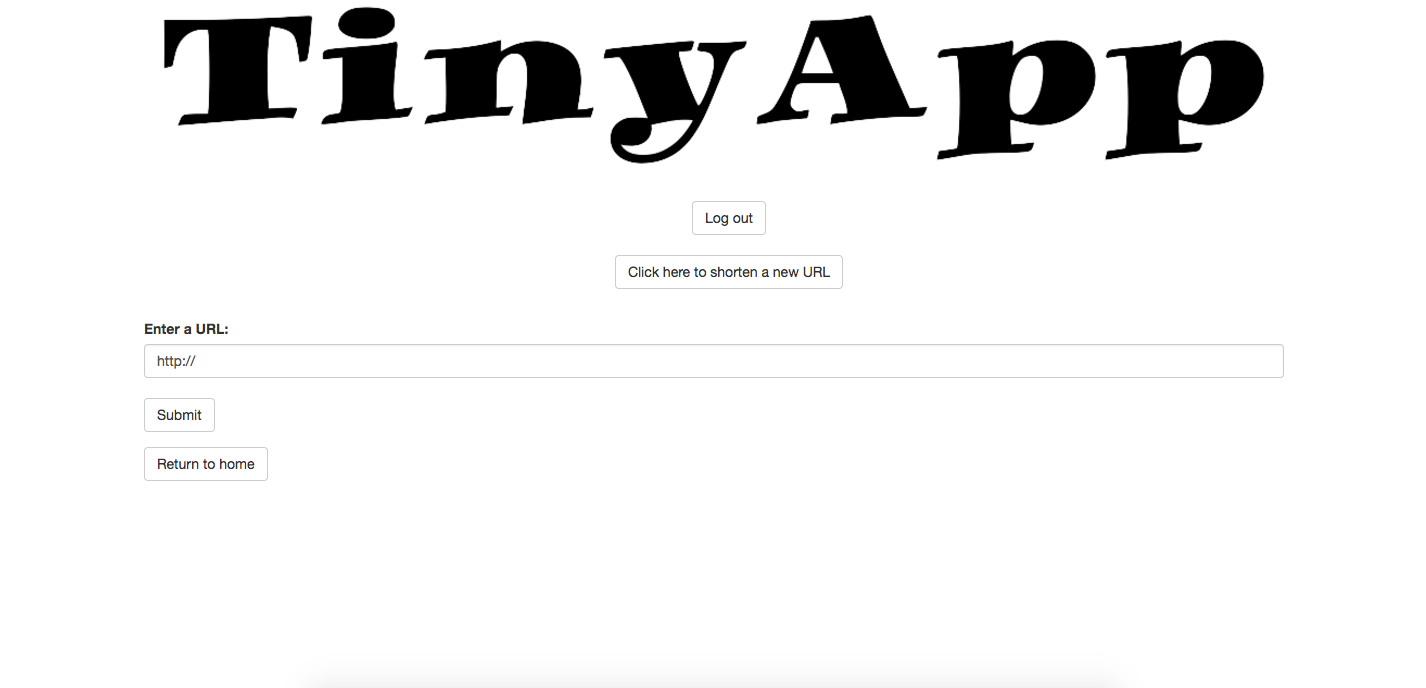 TinyApp
Log out
Click here to shorten a new URL
Enter a URL:
http://
Submit
Return to home